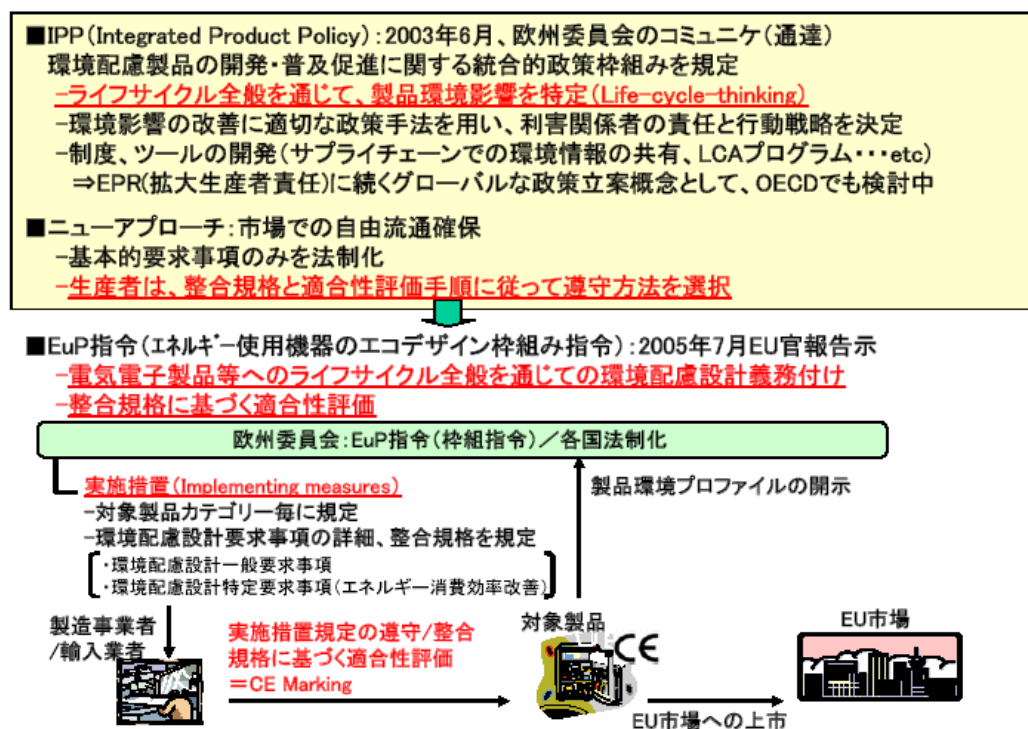 ■IPP(Integrated Product Policy):2003年6月、欧州委員会のコミュニケ(通達)
環境配慮製品の開発・普及促進に関する統合的政策枠組みを規定
-ライフサイクル全般を通じて、製品環境影響を特定(Life-cycle-thinking)
-環境影響の改善に適切な政策手法を用い、利害関係者の責任と行動戦略を決定
-制度、ツールの開発(サプライチェーンでの環境情報の共有、LCAプログラム・・・etc)
⇒EPR(拡大生産者責任)に続くグローバルな政策立案概念として、OECDでも検討中
■ニューアプローチ:市場での自由流通確保
-基本的要求事項のみを法制化
-生産者は、整合規格と適合性評価手順に従って遵守方法を選択
■EuP指令(エネルギー使用機器のエコデザイン枠組み指令):2005年7月EU官報告示
-電気電子製品等へのライフサイクル全般を通じての環境配慮設計義務付け
-整合規格に基づく適合性評価
欧州委員会:EuP指令(枠組指令)/各国法制化
実施措置(Implementing measures)
-対象製品カテゴリー毎に規定
-環境配慮設計要求事項の詳細、整合規格を規定
・環境配慮設計一般要求事項
・環境配慮設計特定要求事項(エネルギー消費効率改善)
製品環境プロファイルの開示
製造事業者
/輸入業者
実施措置規定の遵守/整合
規格に基づく適合性評価
=CE Marking
対象製品
CE
EU市場
EU市場への上市